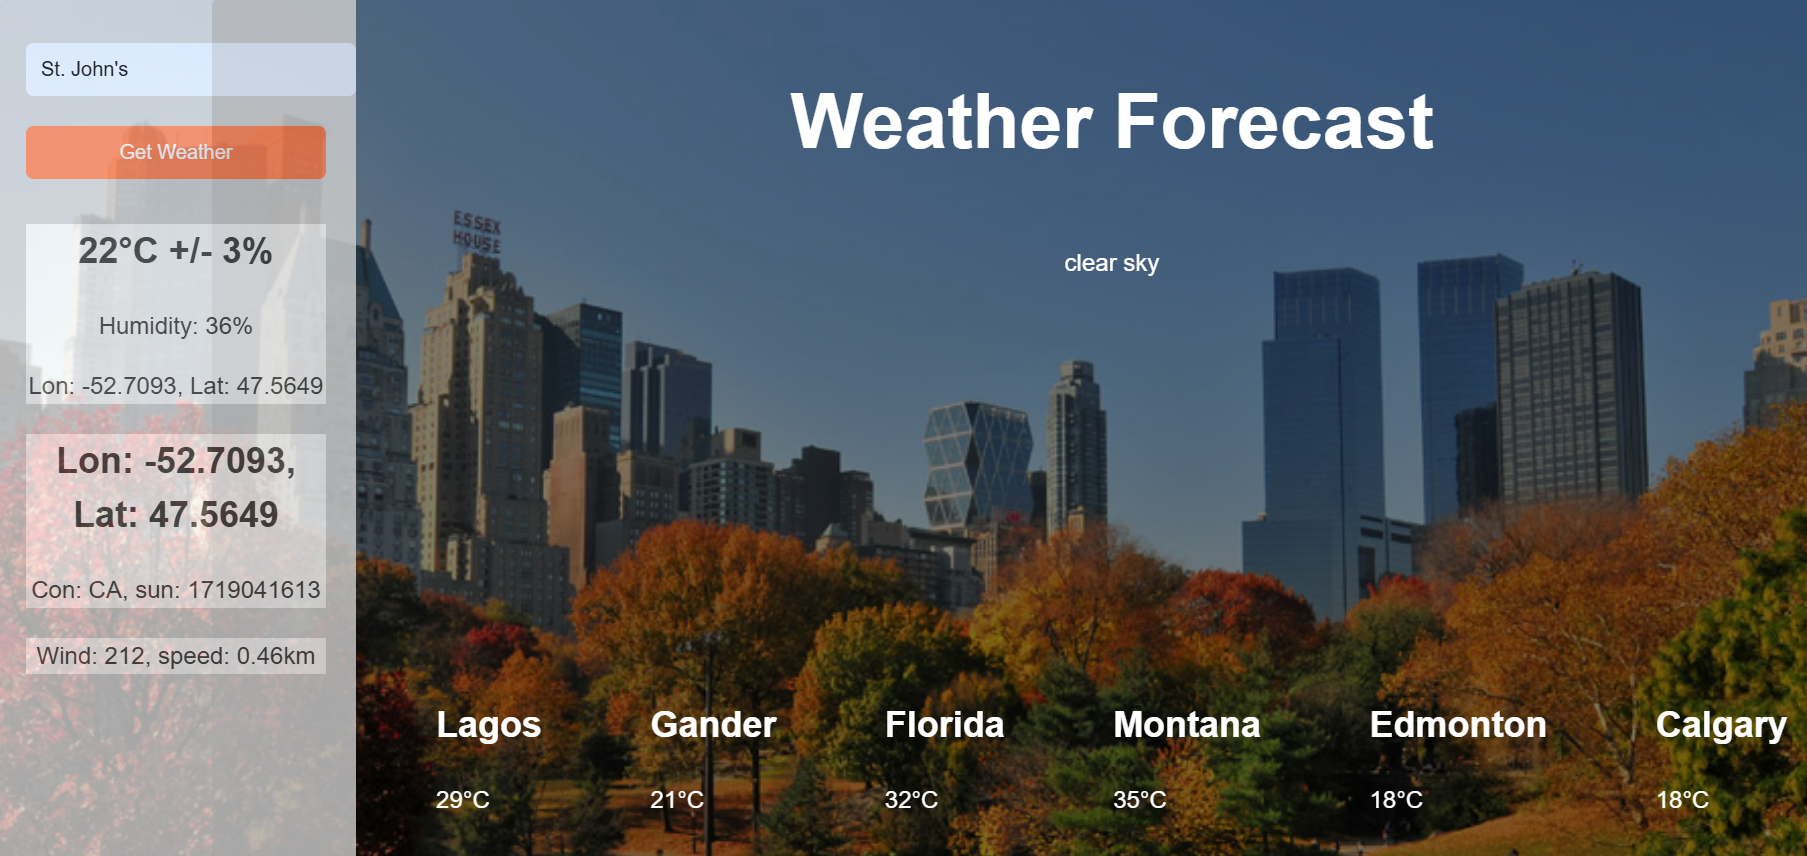 St. John's
Get Weather
22°C +/- 3%
Humidity: 36%
Lon: -52.7093, Lat: 47.5649
Lon: -52.7093,
Lat: 47.5649
Con: CA, sun: 1719041613
Wind: 212, speed: 0.46km
Weather Forecast
ESSEX
HOUSE
clear sky
Lagos Gander Florida Montana Edmonton Calgary
29°C 21°C 32°C 35°C 18°C 18°C